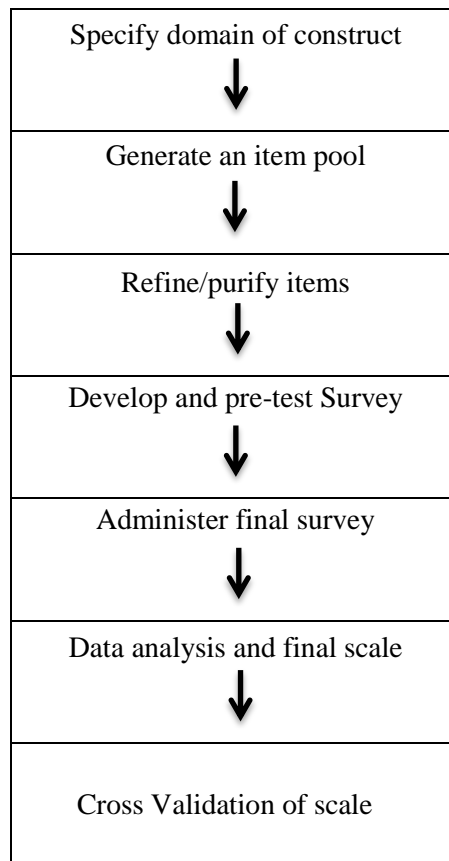 Specify domain of construct
Generate an item pool
Refine/purify items
Develop and pre-test Survey
Administer final survey
Data analysis and final scale
Cross Validation of scale